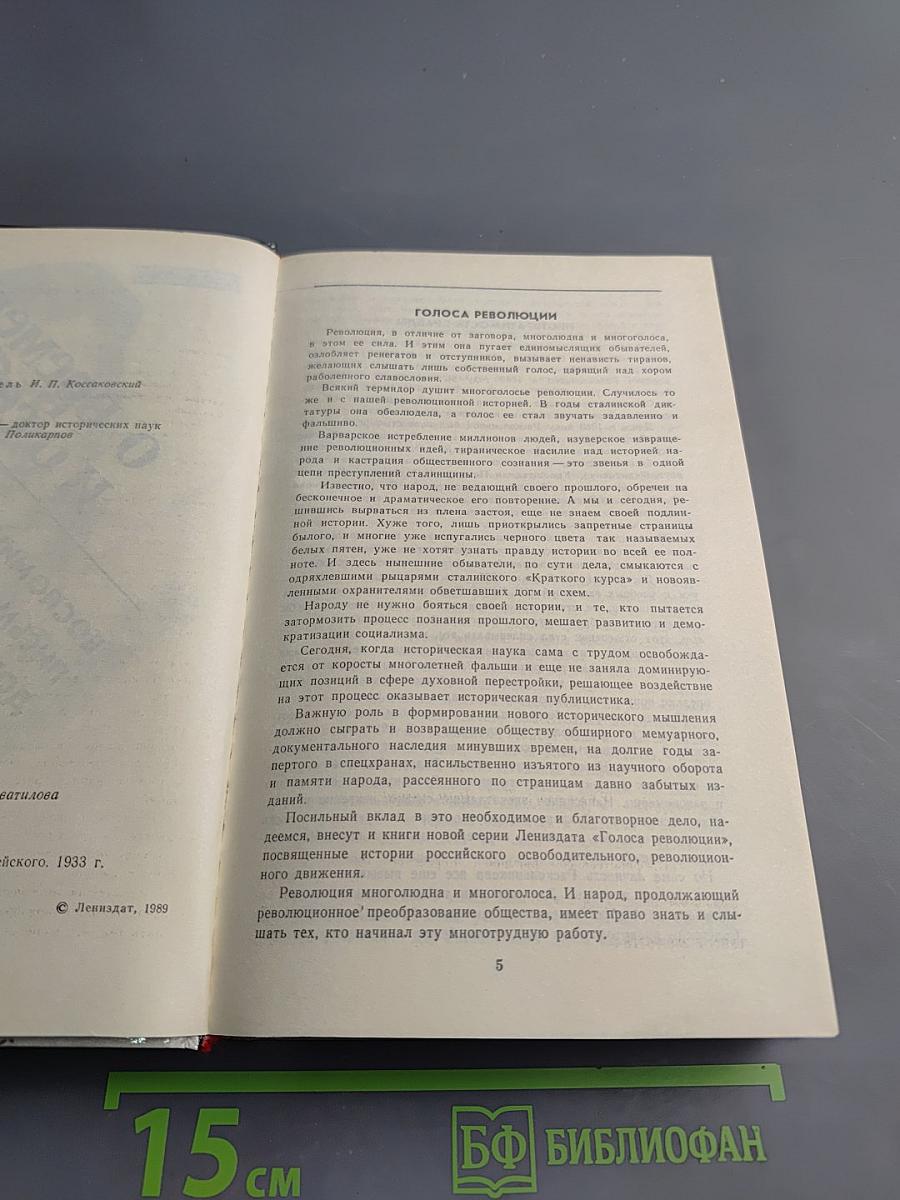 ель И. П. Коссаковский
— доктор исторических наук
Поликарпов
ватилова
йского. 1933 г.
© Лениздат, 1989
ГОЛОСА РЕВОЛЮЦИИ
Революция, в отличие от заговора, многолюдна и многоголоса,
в этом ее сила. И этим она пугает единомыслящих обывателей,
озлобляет ренегатов и отступников, вызывает ненависть тиранов,
желающих слышать лишь собственный голос, царящий над хором
раболепного славословия.
Всякий термидор душит многоголосье революции. Случилось то
же и с нашей революционной историей. В годы сталинской дик-
татуры она обезлюдела, а голос ее стал звучать задавленно и
фальшиво.
Варварское истребление миллионов людей, изуверское извраще-
ние революционных идей, тираническое насилие над историей на-
рода и кастрация общественного сознания — это звенья в одной
цепи преступлений сталинщины.
Известно, что народ, не ведающий своего прошлого, обречен на
бесконечное и драматическое его повторение. А мы и сегодня, ре-
шившись вырваться из плена застоя, еще не знаем своей подлин-
ной истории. Хуже того, лишь приоткрылись запретные страницы
былого, и многие уже испугались черного цвета так называемых
белых пятен, уже не хотят узнать правду истории во всей ее пол-
ноте. И здесь нынешние обыватели, по сути дела, смыкаются с
одряхлевшими рыцарями сталинского «Краткого курса» и новояв-
ленными охранителями обветшавших догм и схем.
Народу не нужно бояться своей истории, и те, кто пытается
затормозить процесс познания прошлого, мешает развитию и демо-
кратизации социализма.
Сегодня, когда историческая наука сама с трудом освобожда-
ется от коросты многолетней фальши и еще не заняла доминирую-
щих позиций в сфере духовной перестройки, решающее воздействие
на этот процесс оказывает историческая публицистика.
Важную роль в формировании нового исторического мышления
должно сыграть и возвращение обществу обширного мемуарного,
документального наследия минувших времен, на долгие годы за-
пертого в спецхранах, насильственно изъятого из научного оборота
и памяти народа, рассеянного по страницам давно забытых из-
даний.
Посильный вклад в это необходимое и благотворное дело, на-
деемся, внесут и книги новой серии Лениздата «Голоса революции»,
посвященные истории российского освободительного, революцион-
ного движения.
Революция многолюдна и многоголоса. И народ, продолжающий
революционное преобразование общества, имеет право знать и слы-
шать тех, кто начинал эту многотрудную работу.
5
15 см
БФ БИБЛИОФАН